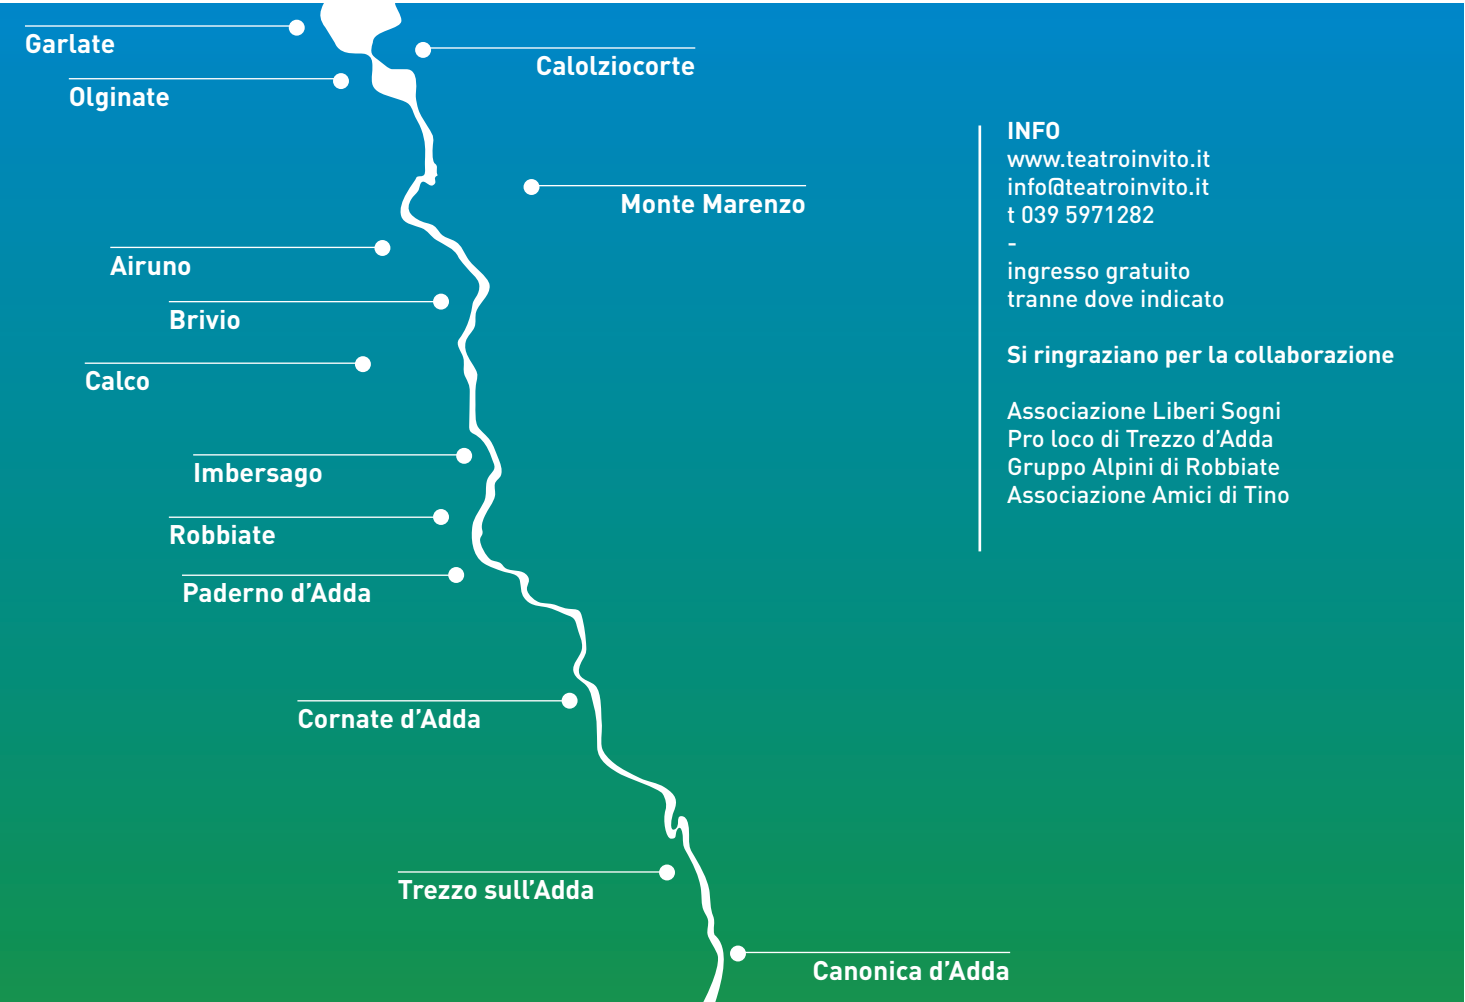 Garlate
Calolziocorte
Olginate
Monte Marenzo
Airuno
Brivio
Calco
Imbersago
Robbiate
Paderno d'Adda
Cornate d'Adda
Trezzo sull'Adda
Canonica d'Adda
INFO
www.teatroinvito.it
info@teatroinvito.it
t 039 5971282
-
ingresso gratuito
tranne dove indicato
Si ringraziano per la collaborazione
Associazione Liberi Sogni
Pro loco di Trezzo d'Adda
Gruppo Alpini di Robbiate
Associazione Amici di Tino